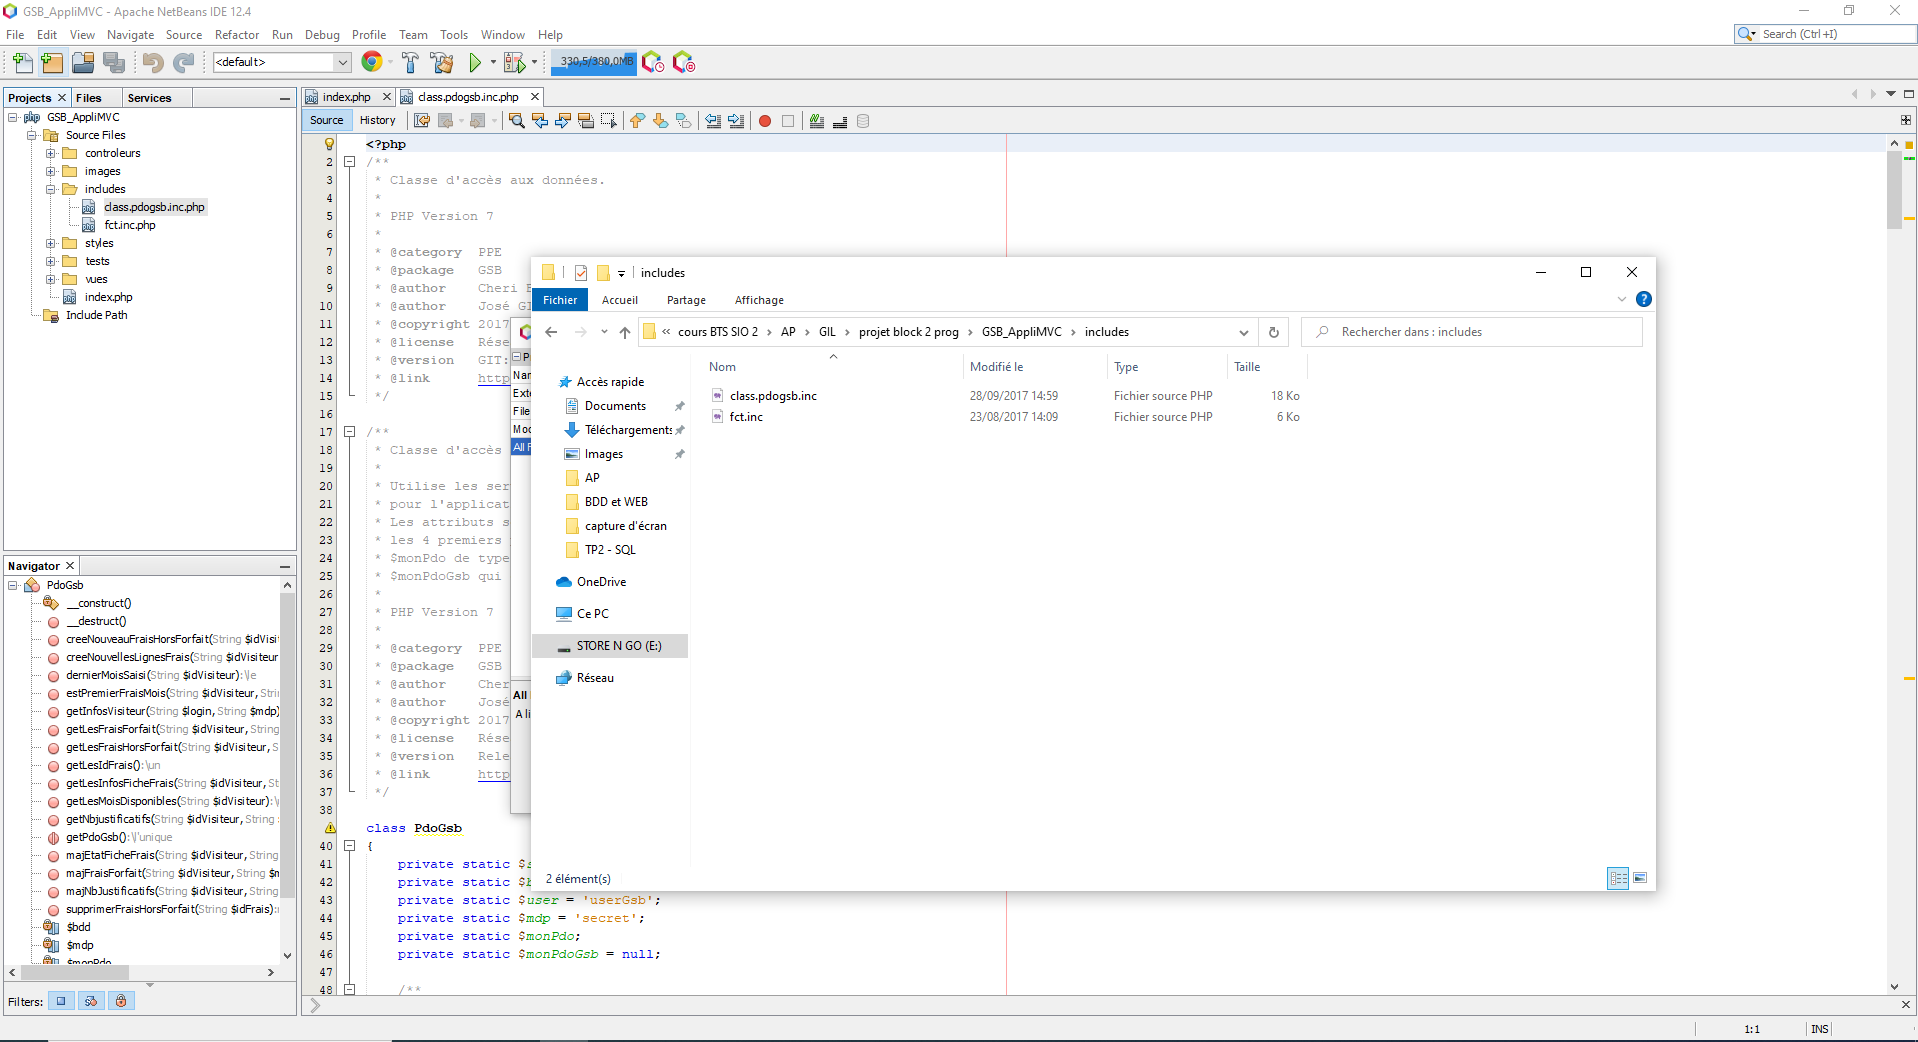 GSB_AppliMVC - Apache NetBeans IDE 12.4
File Edit View Navigate Source Refactor Run Debug Profile Team Tools Window Help
Search (Ctrl+I)
<default>
330,5/380,0MB
Projects Files Services
GSB_AppliMVC
Source Files
controleurs
images
includes
class.pdogsb.inc.php
fct.inc.php
styles
tests
vues
index.php
Include Path
Navigator
PdoGsb
__construct()
__destruct()
creeNouveauFraisHorsForfait(String $idVisit
creeNouvellesLignesFrais(String $idVisiteur
dernierMoisSaisi(String $idVisiteur):\le
estPremierFraisMois(String $idVisiteur, Strin
getInfosVisiteur(String $login, String $mdp)
getLesFraisForfait(String $idVisiteur, String
getLesFraisHorsForfait(String $idVisiteur, S
getLesIdFrais():\un
getLesInfosFicheFrais(String $idVisiteur, St
getLesMoisDisponibles(String $idVisiteur):\
getNbjustificatifs(String $idVisiteur, String
getPdoGsb():\l'unique
majEtatFicheFrais(String $idVisiteur, String
majFraisForfait(String $idVisiteur, String $m
majNbJustificatifs(String $idVisiteur, String
supprimerFraisHorsForfait(String $idFrais):
$bdd
$mdp
$monPdo
Filters:
index.php class.pdogsb.inc.php
Source History
<?php
2 /**
3 * Classe d'accès aux données.
4 *
5 * PHP Version 7
6 *
7 * @category PPE
8 * @package GSB
9 * @author Cheri B
10 * @author José GI
11 * @copyright 2017
12 * @license Rése
13 * @version GIT:
14 * @link http
15 */
16
17 /**
18 * Classe d'accès
19 *
20 * Utilise les ser
21 * pour l'applicat
22 * Les attributs s
23 * les 4 premiers
24 * $monPdo de type
25 * $monPdoGsb qui
26 *
27 * PHP Version 7
28 *
29 * @category PPE
30 * @package GSB
31 * @author Cher
32 * @author José
33 * @copyright 2017
34 * @license Rése
35 * @version Rele
36 * @link http
37 */
38
class PdoGsb
40 {
41 private static $s
42 private static $b
43 private static $user = 'userGsb';
44 private static $mdp = 'secret';
45 private static $monPdo;
46 private static $monPdoGsb = null;
47
48 /**
P
Nam
Exte
File
Mod
All F
All
A li
includes
Fichier Accueil Partage Affichage
« cours BTS SIO 2 > AP > GIL > projet block 2 prog > GSB_AppliMVC > includes
Rechercher dans : includes
Nom Modifié le Type Taille
class.pdogsb.inc 28/09/2017 14:59 Fichier source PHP 18 Ko
fct.inc 23/08/2017 14:09 Fichier source PHP 6 Ko
Accès rapide
Documents
Téléchargements
Images
AP
BDD et WEB
capture d'écran
TP2 - SQL
OneDrive
Ce PC
STORE N GO (E:)
Réseau
2 élément(s)
1:1 INS